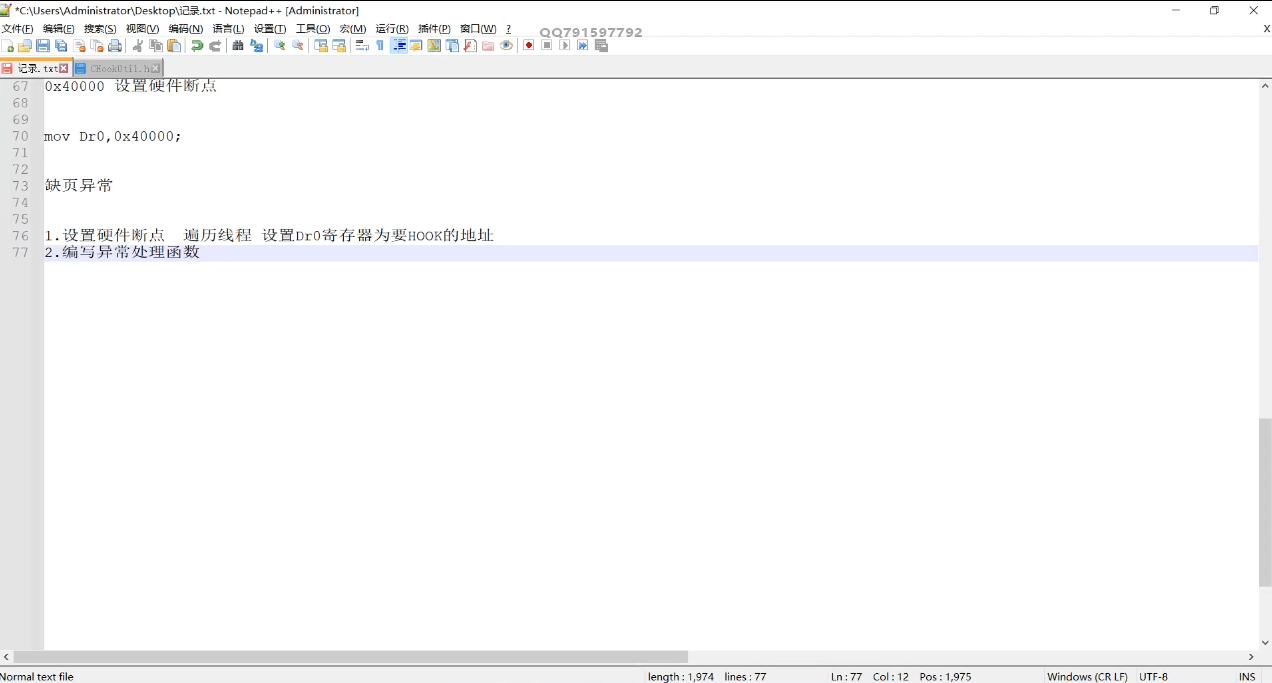 *C:\Users\Administrator\Desktop\记录.txt - Notepad++ [Administrator]
文件(F) 编辑(E) 搜索(S) 视图(V) 编码(N) 语言(L) 设置(T) 工具(O) 宏(M) 运行(R) 插件(P) 窗口(W) ? X
QQ791597792
记录.txt CHookUtil.h
67 0x40000 设置硬件断点
68
69
70 mov Dr0,0x40000;
71
72
73 缺页异常
74
75
76 1.设置硬件断点 遍历线程 设置Dr0寄存器为要HOOK的地址
77 2.编写异常处理函数
Normal text file length : 1,974 lines : 77 Ln : 77 Col : 12 Pos : 1,975 Windows (CR LF) UTF-8 INS